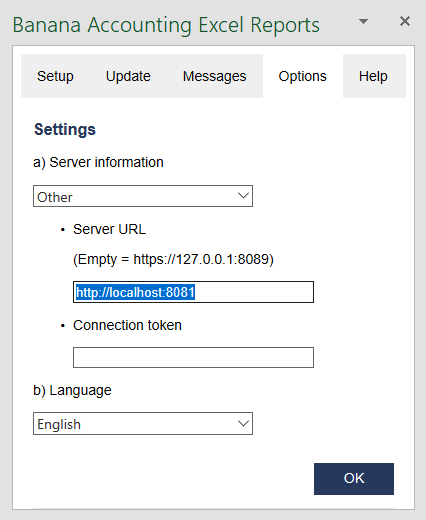 Banana Accounting Excel Reports
Setup Update Messages Options Help
Settings
a) Server information
Other
• Server URL
(Empty = https://127.0.0.1:8089)
http://localhost:8081
• Connection token
b) Language
English
OK